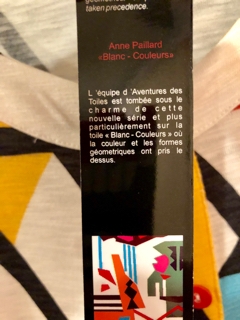 taken precedence.
Anne Paillard
«Blanc - Couleurs»
L 'équipe d 'Aventures des
Toiles est tombée sous le
charme de cette
nouvelle série et plus
particulièrement sur la
toile « Blanc - Couleurs » où
la couleur et les formes
géometriques ont pris le
dessus.